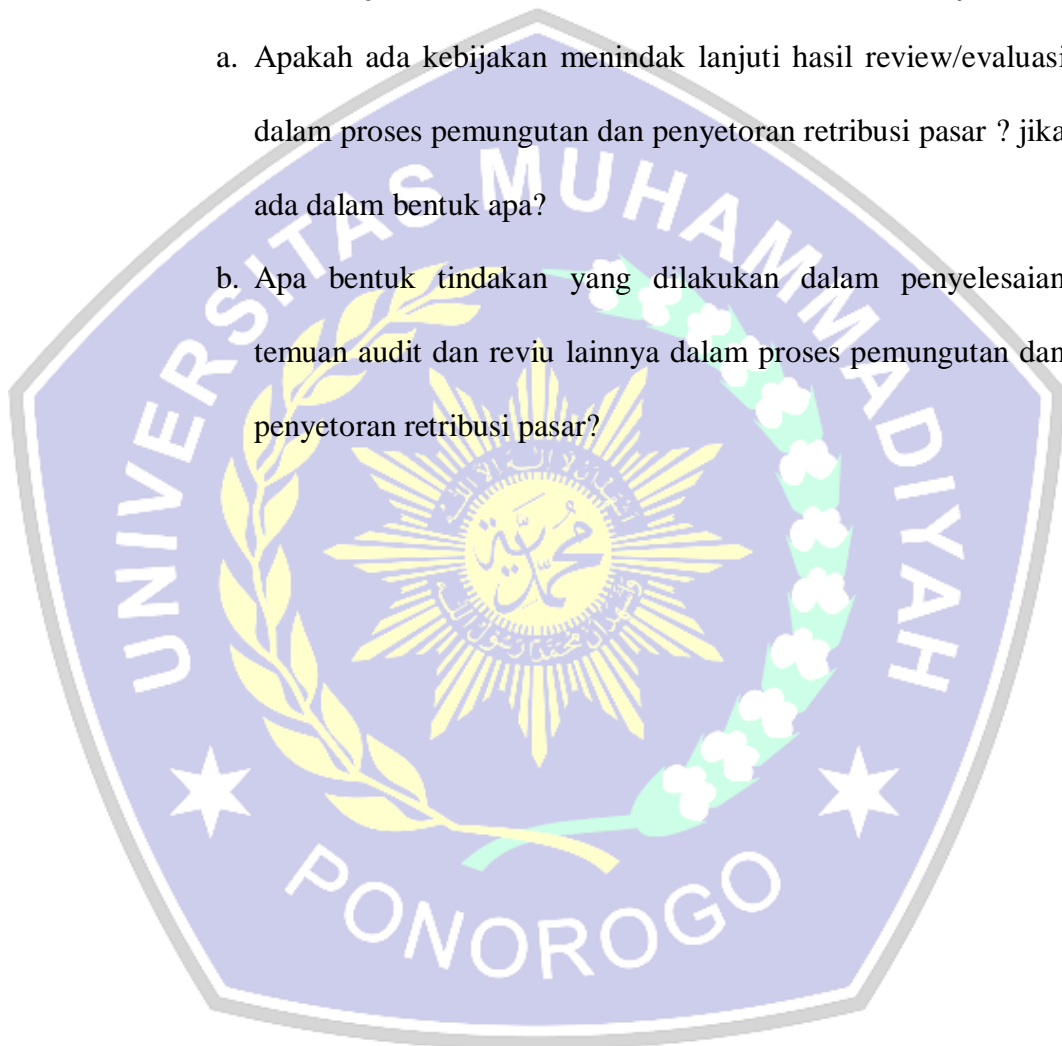 a. Apakah ada kebijakan menindak lanjuti hasil review/evaluasi
dalam proses pemungutan dan penyetoran retribusi pasar ? jika
ada dalam bentuk apa?
b. Apa bentuk tindakan yang dilakukan dalam penyelesaian
temuan audit dan reviu lainnya dalam proses pemungutan dan
penyetoran retribusi pasar?
UNIVERSITAS MUHAMMADIYAH
PONOROGO